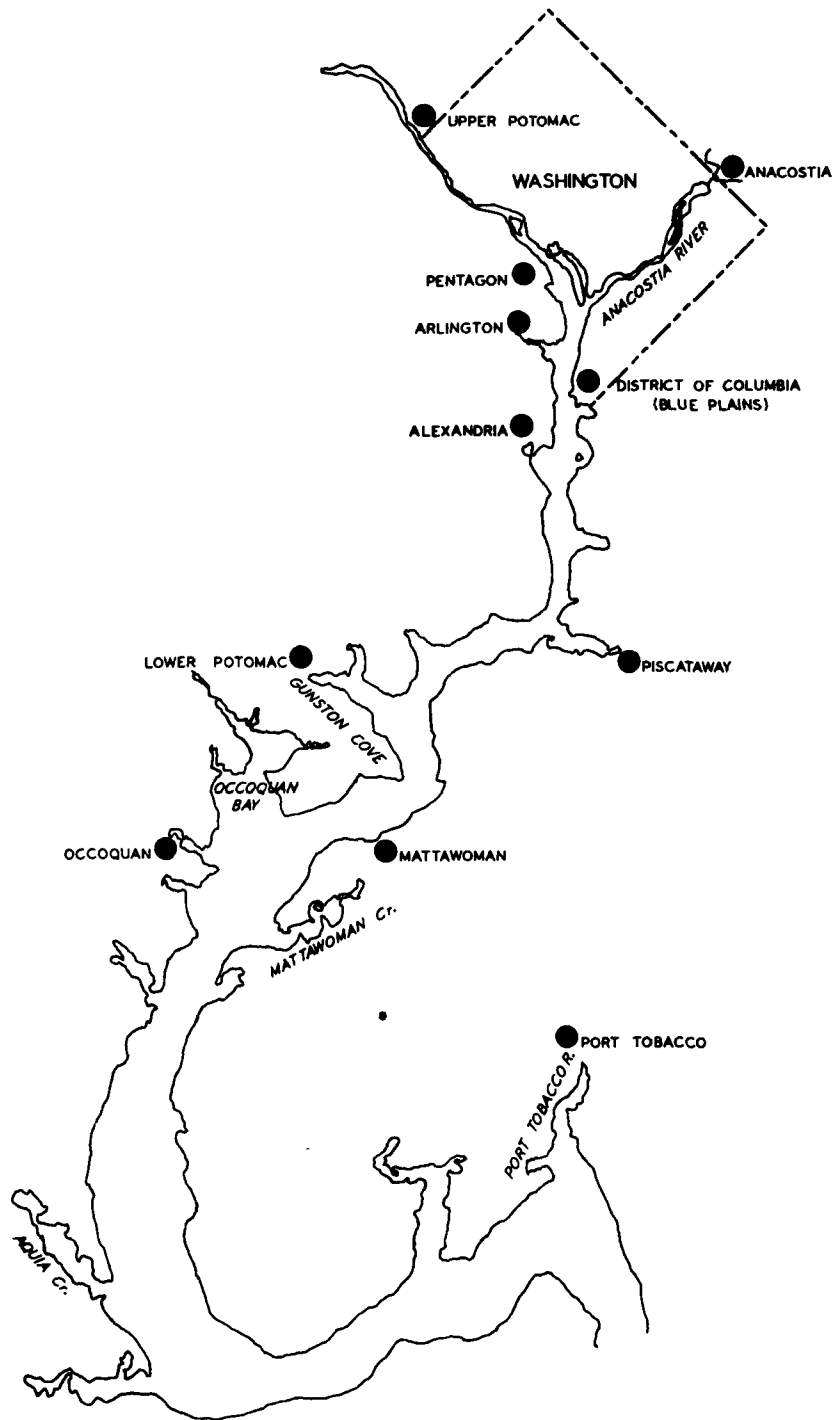 UPPER POTOMAC
ANACOSTIA
WASHINGTON
ANACOSTIA RIVER
PENTAGON
ARLINGTON
DISTRICT OF COLUMBIA
(BLUE PLAINS)
ALEXANDRIA
LOWER POTOMAC
PISCATAWAY
GUNSTON COVE
OCCOQUAN
BAY
OCCOQUAN
MATTAWOMAN
MATTAWOMAN Cr.
PORT TOBACCO
PORT TOBACCO R.
AQUIA Cr.